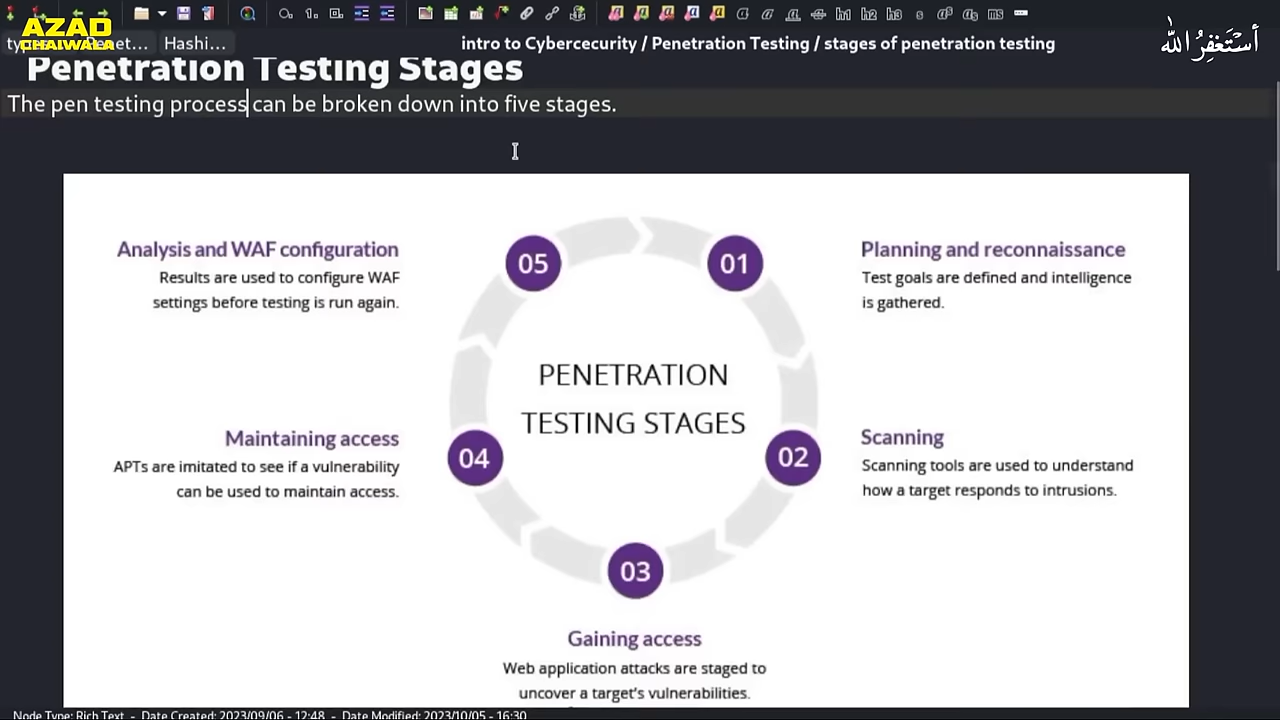 AZAD
CHAIWALA
Hashi...
intro to Cybercecurity / Penetration Testing / stages of penetration testing
أستغفر الله
Penetration Testing Stages
The pen testing process can be broken down into five stages.
Analysis and WAF configuration
Results are used to configure WAF
settings before testing is run again.
05
01
Planning and reconnaissance
Test goals are defined and intelligence
is gathered.
PENETRATION
TESTING STAGES
Maintaining access
APTs are imitated to see if a vulnerability
can be used to maintain access.
04
02
Scanning
Scanning tools are used to understand
how a target responds to intrusions.
03
Gaining access
Web application attacks are staged to
uncover a target's vulnerabilities.
Node Type: Rich Text - Date Created: 2023/09/06 - 12:48 - Date Modified: 2023/10/05 - 16:30